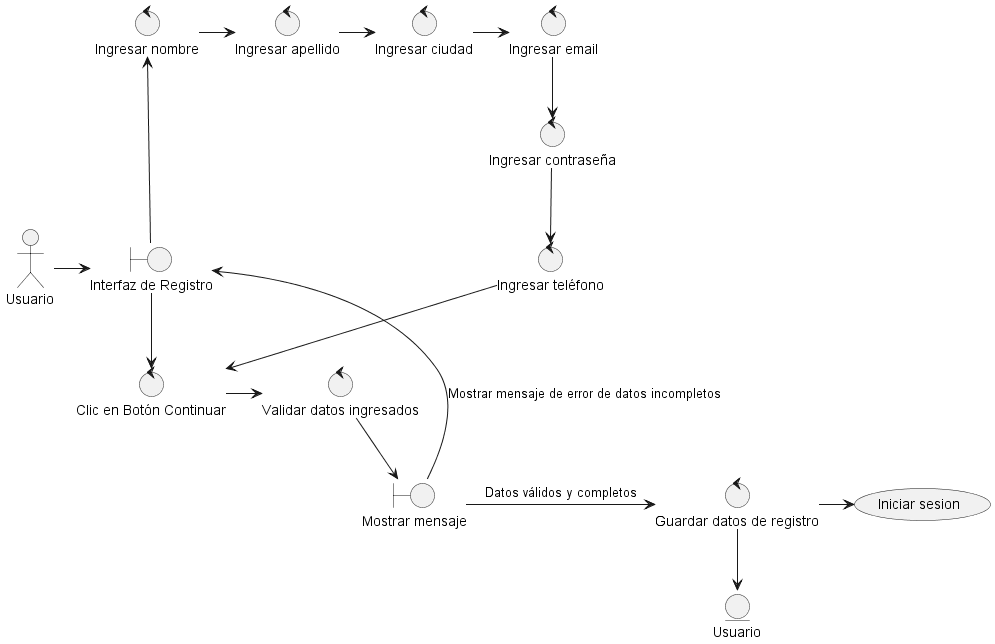 Ingresar nombre
Ingresar apellido
Ingresar ciudad
Ingresar email
Ingresar contraseña
Usuario
Interfaz de Registro
Ingresar teléfono
Clic en Botón Continuar
Validar datos ingresados
Mostrar mensaje de error de datos incompletos
Mostrar mensaje
Datos válidos y completos
Guardar datos de registro
Iniciar sesion
Usuario